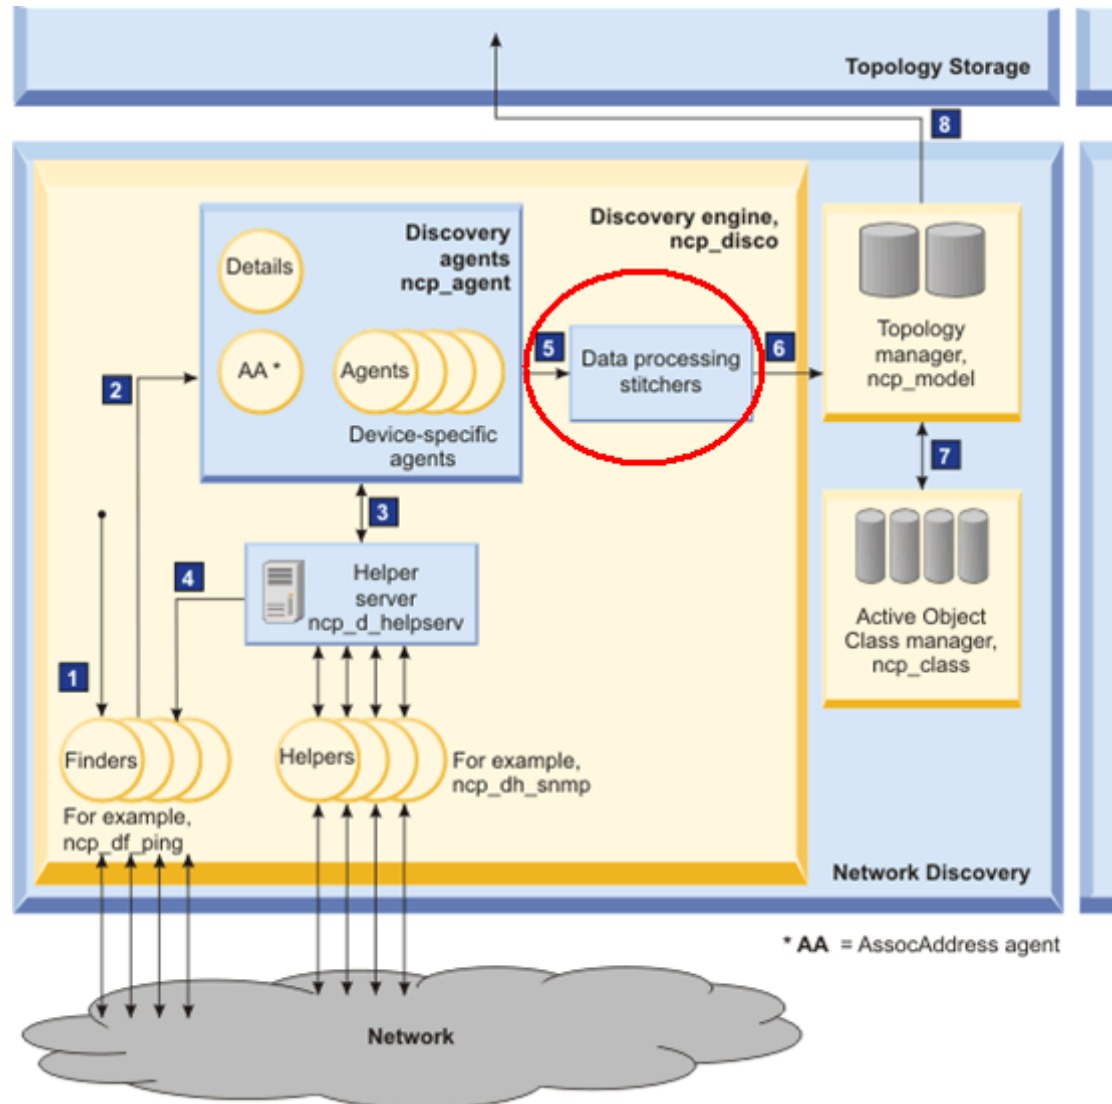 Topology Storage
8
Discovery engine,
ncp_disco
Discovery
agents
ncp_agent
Details
AA *
Agents
Device-specific
agents
2
5
Data processing
stitchers
6
Topology
manager,
ncp_model
7
Active Object
Class manager,
ncp_class
3
Helper
server
ncp_d_helpserv
4
1
Finders
For example,
ncp_df_ping
Helpers
For example,
ncp_dh_snmp
Network Discovery
* AA = AssocAddress agent
Network